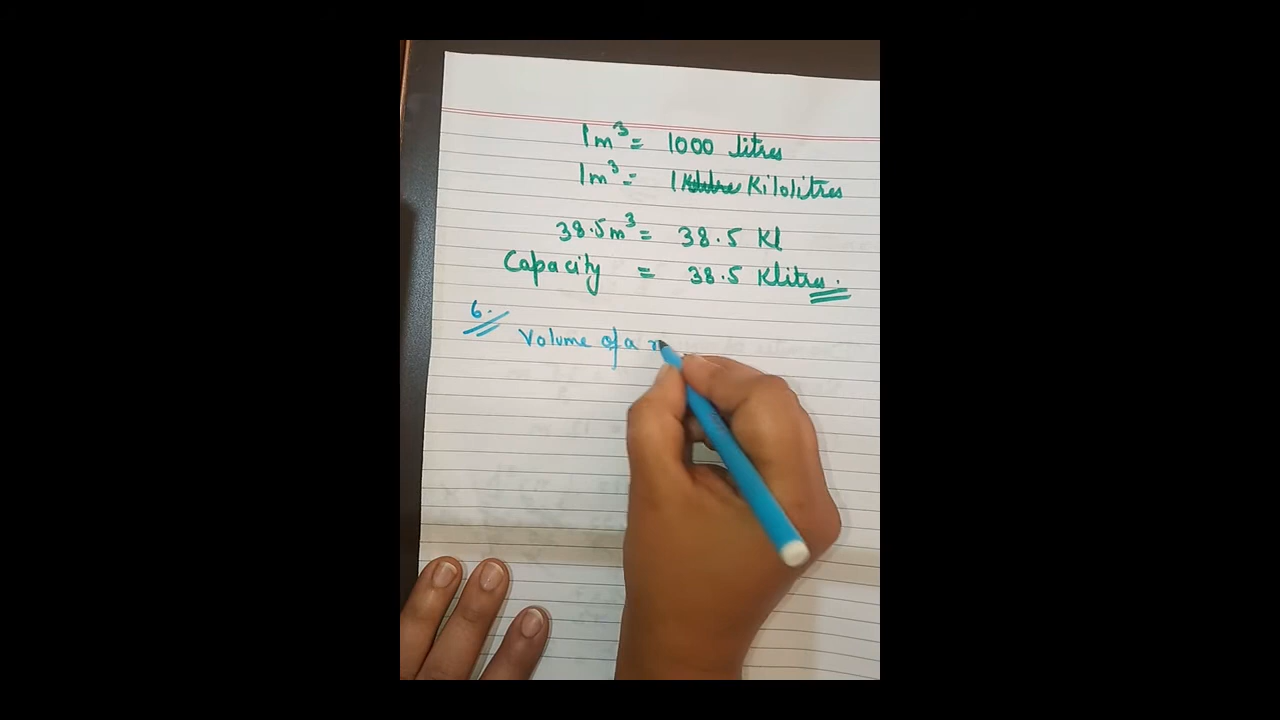 1m³ = 1000 litres
1m³ = 1 Kilolitres
38.5m³ = 38.5 Kl
Capacity = 38.5 Klitres.
6.
Volume of a